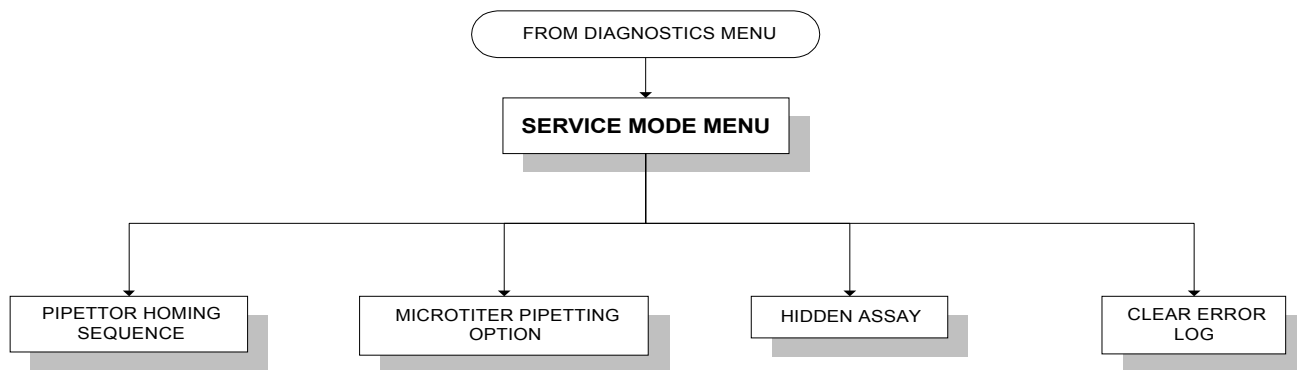 FROM DIAGNOSTICS MENU
SERVICE MODE MENU
PIPETTOR HOMING
SEQUENCE
MICROTITER PIPETTING
OPTION
HIDDEN ASSAY
CLEAR ERROR
LOG